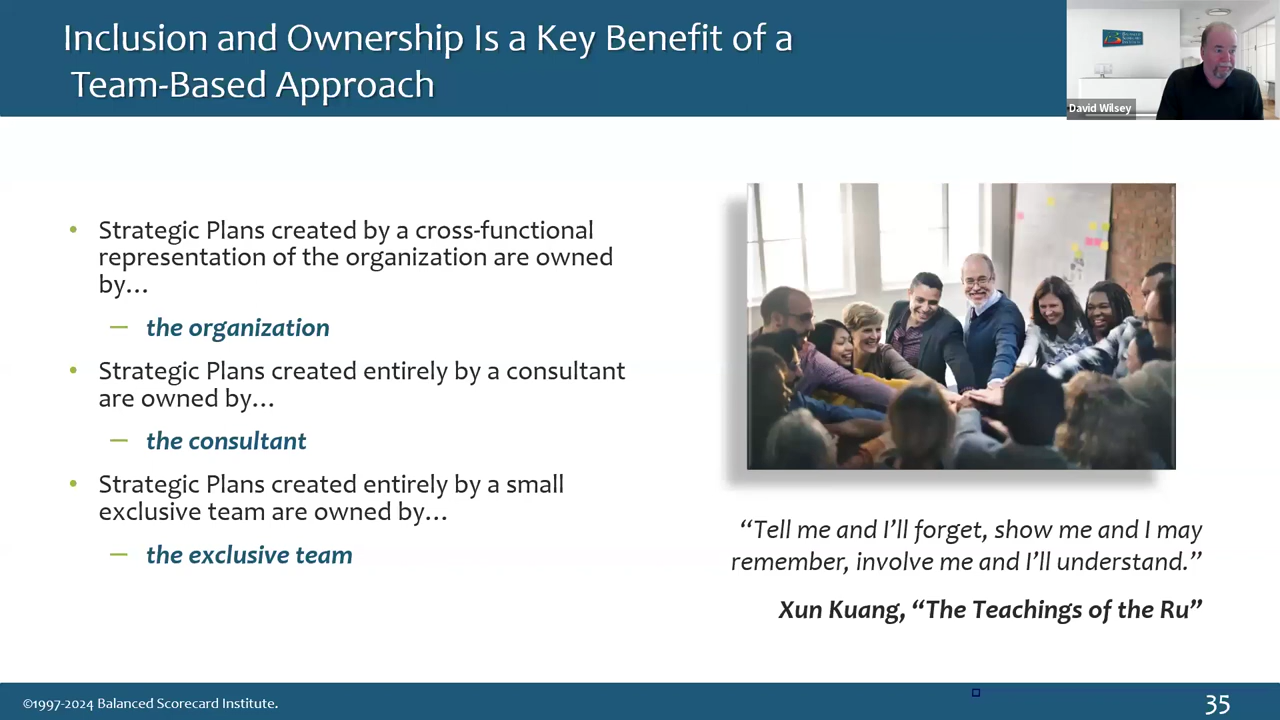 Inclusion and Ownership Is a Key Benefit of a
Team-Based Approach
David Wilsey
• Strategic Plans created by a cross-functional
representation of the organization are owned
by…
– the organization
• Strategic Plans created entirely by a consultant
are owned by…
– the consultant
• Strategic Plans created entirely by a small
exclusive team are owned by…
– the exclusive team
“Tell me and I’ll forget, show me and I may
remember, involve me and I’ll understand.”
Xun Kuang, “The Teachings of the Ru”
©1997-2024 Balanced Scorecard Institute.
35